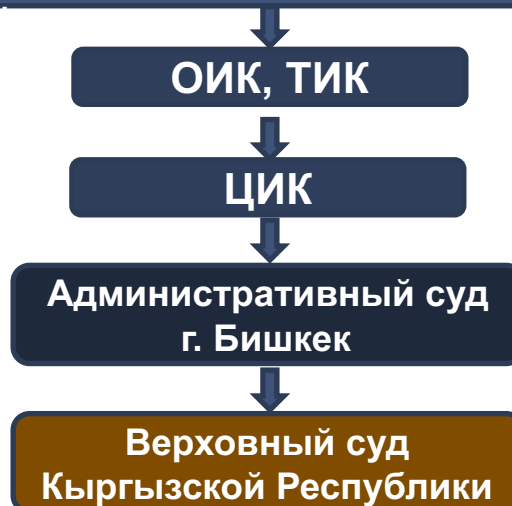 ОИК, ТИК
ЦИК
Административный суд
г. Бишкек
Верховный суд
Кыргызской Республики